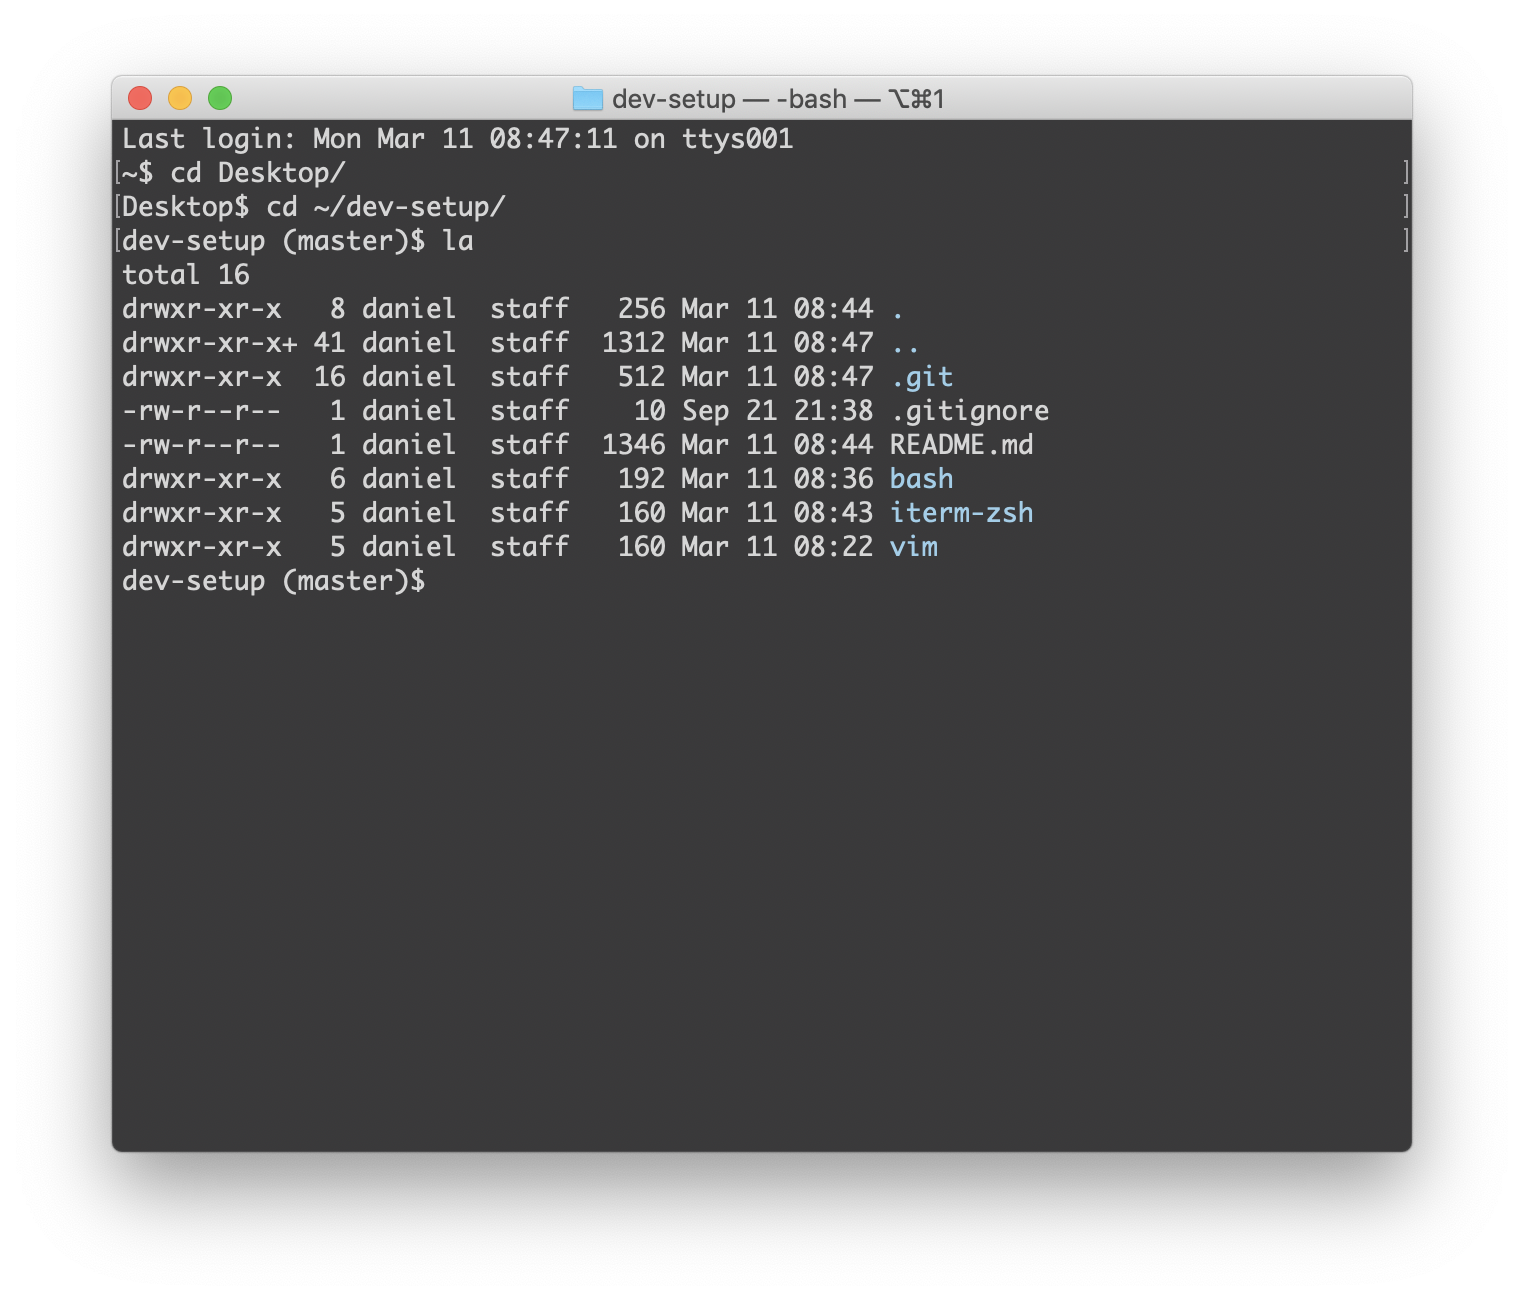 dev-setup — -bash — ⌥⌘1
Last login: Mon Mar 11 08:47:11 on ttys001
[~$ cd Desktop/ ]
[Desktop$ cd ~/dev-setup/ ]
[dev-setup (master)$ la ]
total 16
drwxr-xr-x   8 daniel  staff   256 Mar 11 08:44 .
drwxr-xr-x+ 41 daniel  staff  1312 Mar 11 08:47 ..
drwxr-xr-x  16 daniel  staff   512 Mar 11 08:47 .git
-rw-r--r--   1 daniel  staff    10 Sep 21 21:38 .gitignore
-rw-r--r--   1 daniel  staff  1346 Mar 11 08:44 README.md
drwxr-xr-x   6 daniel  staff   192 Mar 11 08:36 bash
drwxr-xr-x   5 daniel  staff   160 Mar 11 08:43 iterm-zsh
drwxr-xr-x   5 daniel  staff   160 Mar 11 08:22 vim
dev-setup (master)$